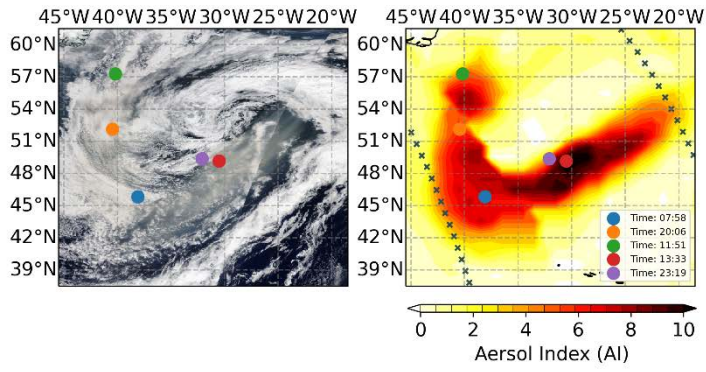 45°W 40°W 35°W 30°W 25°W 20°W
45°W 40°W 35°W 30°W 25°W 20°W
60°N
57°N
54°N
51°N
48°N
45°N
42°N
39°N
60°N
57°N
54°N
51°N
48°N
45°N
42°N
39°N
Time: 07:58
Time: 20:06
Time: 11:51
Time: 13:33
Time: 23:19
0 2 4 6 8 10
Aersol Index (AI)